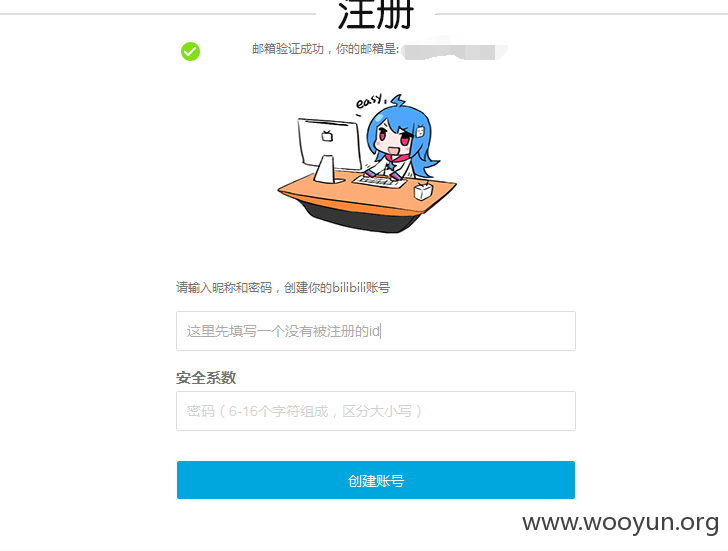 注册
邮箱验证成功，你的邮箱是:
easy.
请输入昵称和密码，创建你的bilibili账号
这里先填写一个没有被注册的id
安全系数
密码（6-16个字符组成，区分大小写）
创建账号
www.wooyun.org